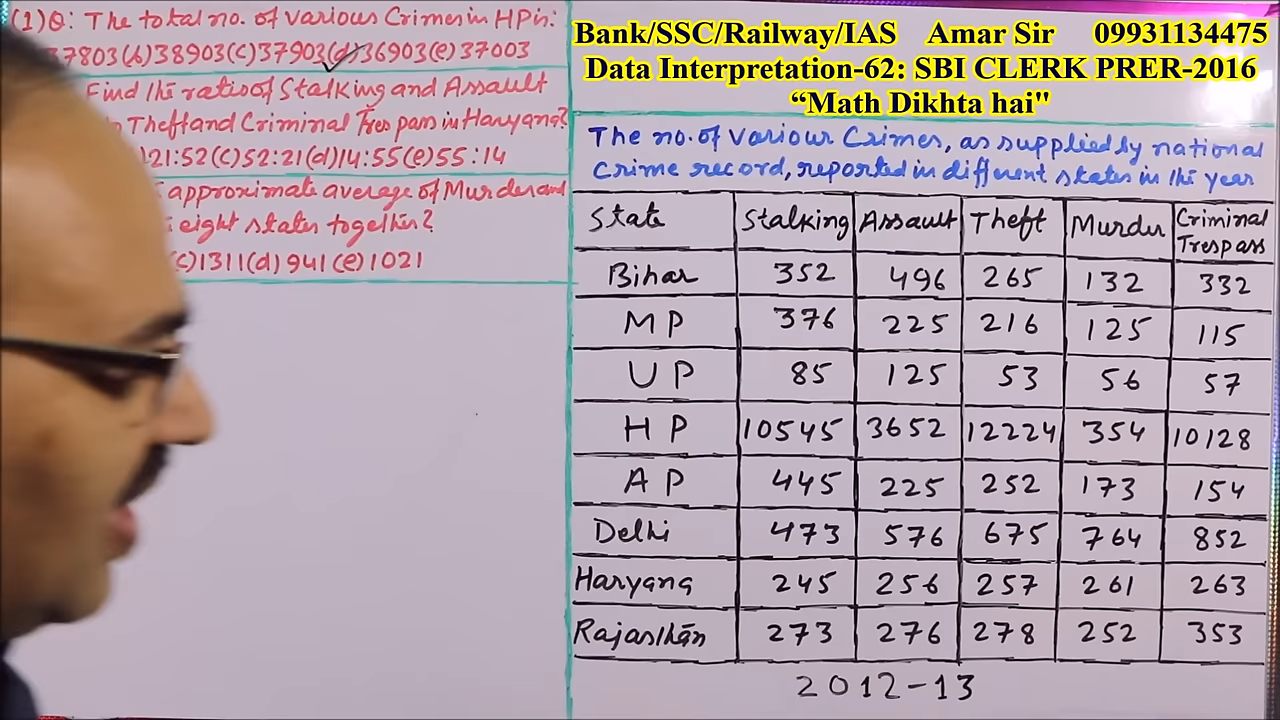 (1)Q: The total no. of various Crimes in HP is:
37803(b)38903(c)37903(d)36903(e)37003
Find the ratio of Stalking and Assault
Theft and Criminal Trespass in Haryana?
)21:52(c)52:21(d)14:55(e)55:14
approximate average of Murder and
eight states together?
(c)1311(d)941(e)1021
Bank/SSC/Railway/IAS Amar Sir 09931134475
Data Interpretation-62: SBI CLERK PRER-2016
“Math Dikhta hai"
The no. of various Crimes, as supplied by national
Crime record, reported in different states in the year
State Stalking Assault Theft Murder Criminal Trespass
Bihar 352 496 265 132 332
MP 376 225 216 125 115
UP 85 125 53 56 57
HP 10545 3652 12224 354 10128
AP 445 225 252 173 154
Delhi 473 576 675 764 852
Haryana 245 256 257 261 263
Rajasthan 273 276 278 252 353
2012-13